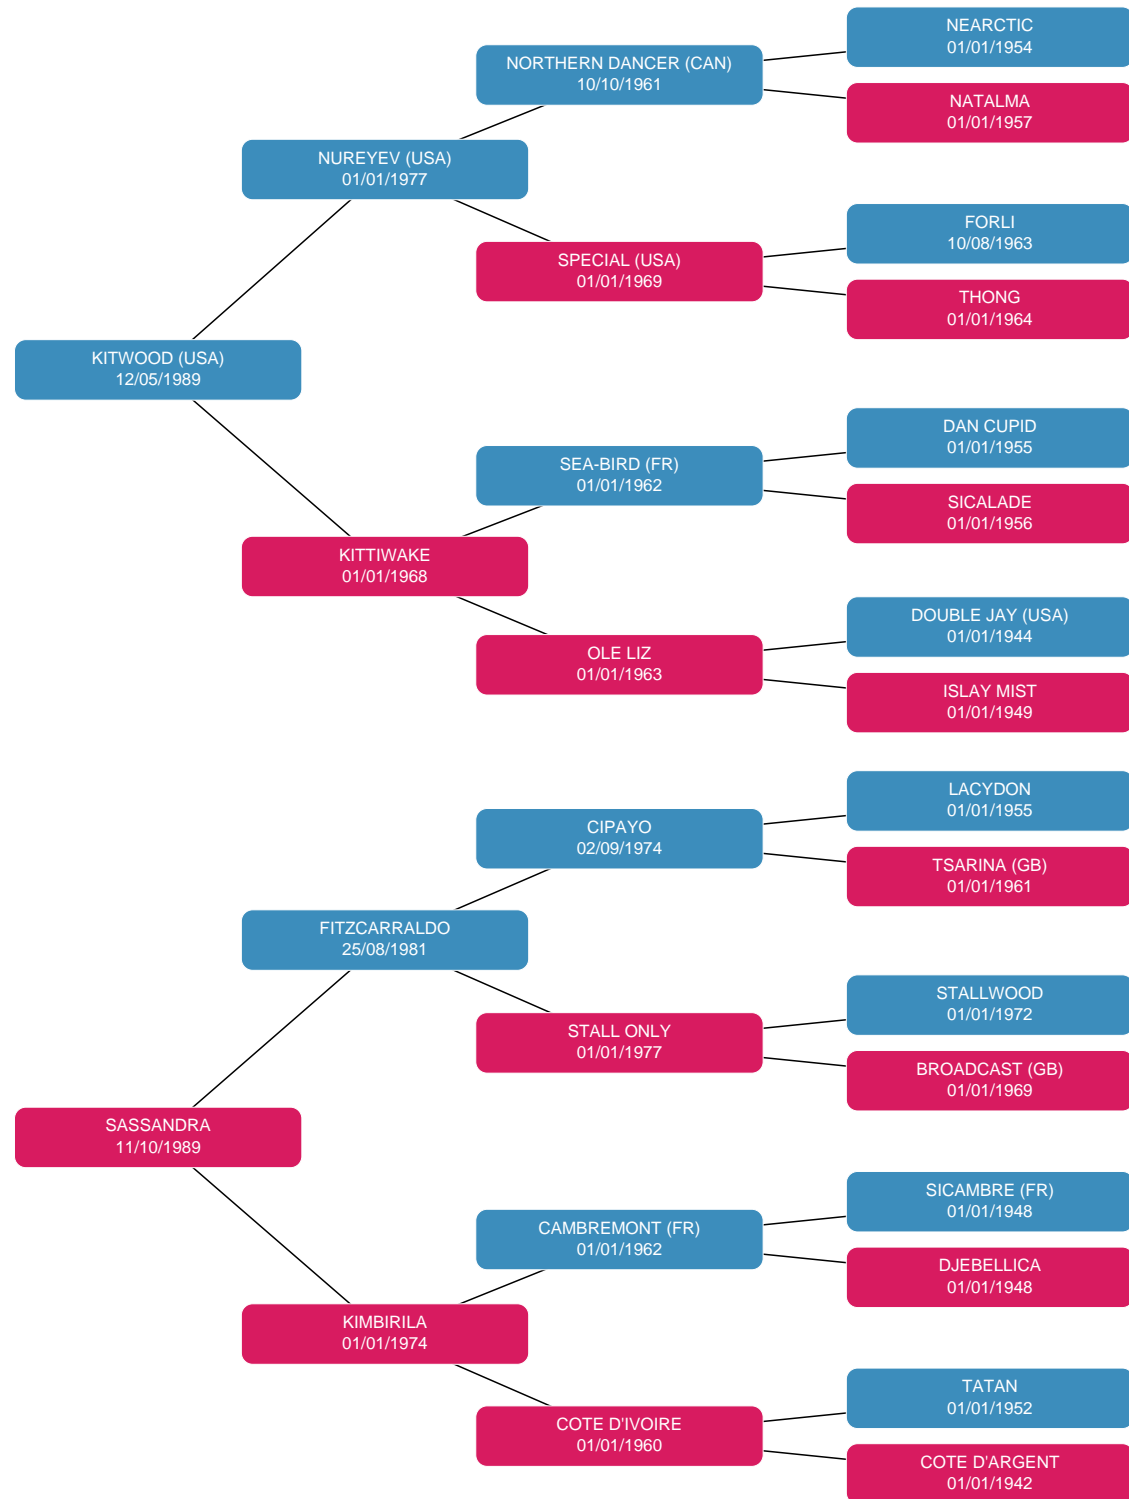 NEARCTIC
01/01/1954
NORTHERN DANCER (CAN)
10/10/1961
NATALMA
01/01/1957
NUREYEV (USA)
01/01/1977
FORLI
10/08/1963
SPECIAL (USA)
01/01/1969
THONG
01/01/1964
KITWOOD (USA)
12/05/1989
DAN CUPID
01/01/1955
SEA-BIRD (FR)
01/01/1962
SICALADE
01/01/1956
KITTIWAKE
01/01/1968
DOUBLE JAY (USA)
01/01/1944
OLE LIZ
01/01/1963
ISLAY MIST
01/01/1949
LACYDON
01/01/1955
CIPAYO
02/09/1974
TSARINA (GB)
01/01/1961
FITZCARRALDO
25/08/1981
STALLWOOD
01/01/1972
STALL ONLY
01/01/1977
BROADCAST (GB)
01/01/1969
SASSANDRA
11/10/1989
SICAMBRE (FR)
01/01/1948
CAMBREMONT (FR)
01/01/1962
DJEBELLICA
01/01/1948
KIMBIRILA
01/01/1974
TATAN
01/01/1952
COTE D'IVOIRE
01/01/1960
COTE D'ARGENT
01/01/1942